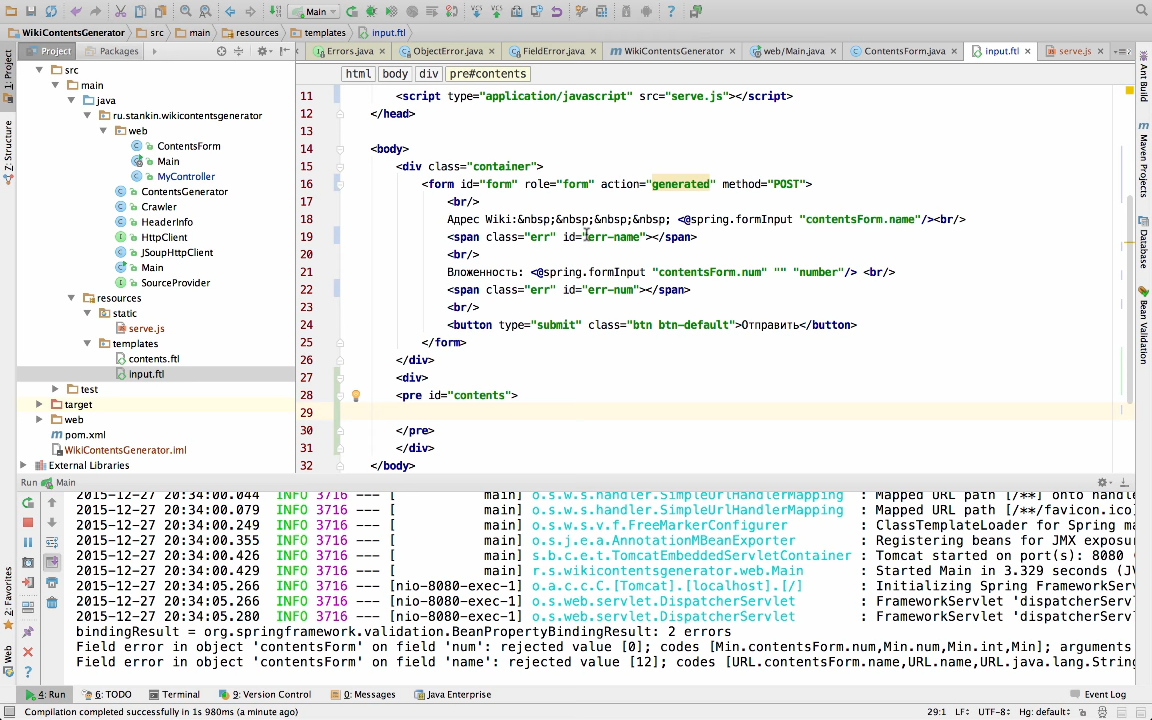 Main
WikiContentsGenerator src main resources templates input.ftl
Project Packages
Errors.java ObjectError.java FieldError.java WikiContentsGenerator web/Main.java ContentsForm.java input.ftl serve.js
html body div pre#contents
src
main
java
ru.stankin.wikicontentsgenerator
web
ContentsForm
Main
MyController
ContentsGenerator
Crawler
HeaderInfo
HttpClient
JSoupHttpClient
Main
SourceProvider
resources
static
serve.js
templates
contents.ftl
input.ftl
test
target
web
pom.xml
WikiContentsGenerator.iml
External Libraries
11 <script type="application/javascript" src="serve.js"></script>
12 </head>
13
14 <body>
15 <div class="container">
16 <form id="form" role="form" action="generated" method="POST">
17 <br/>
18 Адрес Wiki:&nbsp;&nbsp;&nbsp;&nbsp; <@spring.formInput "contentsForm.name"/><br/>
19 <span class="err" id="err-name"></span>
20 <br/>
21 Вложенность: <@spring.formInput "contentsForm.num" "" "number"/> <br/>
22 <span class="err" id="err-num"></span>
23 <br/>
24 <button type="submit" class="btn btn-default">Отправить</button>
25 </form>
26 </div>
27 <div>
28 <pre id="contents">
29
30 </pre>
31 </div>
32 </body>
1: Project
Z: Structure
2: Favorites
Web
Ant Build
Maven Projects
Database
Bean Validation
Run Main
2015-12-27 20:34:00.044 INFO 3716 --- [ main] o.s.w.s.handler.SimpleUrlHandlerMapping : Mapped URL path [/**] onto handle
2015-12-27 20:34:00.079 INFO 3716 --- [ main] o.s.w.s.handler.SimpleUrlHandlerMapping : Mapped URL path [/**/favicon.ico]
2015-12-27 20:34:00.249 INFO 3716 --- [ main] o.s.w.s.v.f.FreeMarkerConfigurer : ClassTemplateLoader for Spring ma
2015-12-27 20:34:00.355 INFO 3716 --- [ main] o.s.j.e.a.AnnotationMBeanExporter : Registering beans for JMX exposur
2015-12-27 20:34:00.426 INFO 3716 --- [ main] s.b.c.e.t.TomcatEmbeddedServletContainer : Tomcat started on port(s): 8080 (
2015-12-27 20:34:00.429 INFO 3716 --- [ main] r.s.wikicontentsgenerator.web.Main : Started Main in 3.329 seconds (JV
2015-12-27 20:34:05.266 INFO 3716 --- [nio-8080-exec-1] o.a.c.c.C.[Tomcat].[localhost].[/] : Initializing Spring FrameworkServ
2015-12-27 20:34:05.266 INFO 3716 --- [nio-8080-exec-1] o.s.web.servlet.DispatcherServlet : FrameworkServlet 'dispatcherServl
2015-12-27 20:34:05.280 INFO 3716 --- [nio-8080-exec-1] o.s.web.servlet.DispatcherServlet : FrameworkServlet 'dispatcherServl
bindingResult = org.springframework.validation.BeanPropertyBindingResult: 2 errors
Field error in object 'contentsForm' on field 'num': rejected value [0]; codes [Min.contentsForm.num,Min.num,Min.int,Min]; arguments
Field error in object 'contentsForm' on field 'name': rejected value [12]; codes [URL.contentsForm.name,URL.name,URL.java.lang.String
4: Run 6: TODO Terminal 9: Version Control 0: Messages Java Enterprise Event Log
Compilation completed successfully in 1s 980ms (a minute ago) 29:1 LF÷ UTF-8÷ Hg: default÷